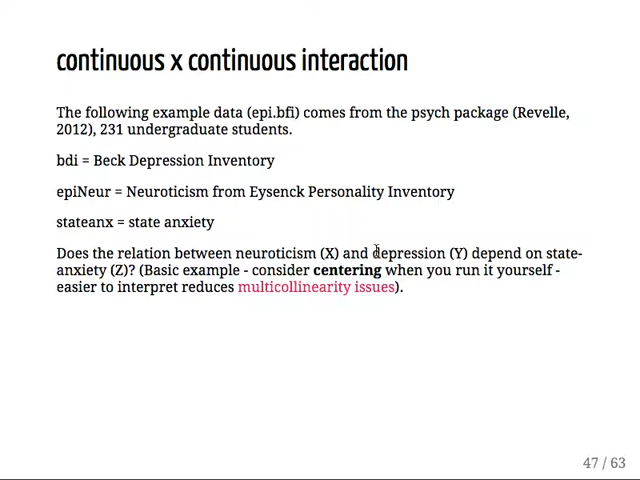 continuous x continuous interaction
The following example data (epi.bfi) comes from the psych package (Revelle,
2012), 231 undergraduate students.
bdi = Beck Depression Inventory
epiNeur = Neuroticism from Eysenck Personality Inventory
stateanx = state anxiety
Does the relation between neuroticism (X) and depression (Y) depend on state-
anxiety (Z)? (Basic example - consider centering when you run it yourself -
easier to interpret reduces multicollinearity issues).
47 / 63